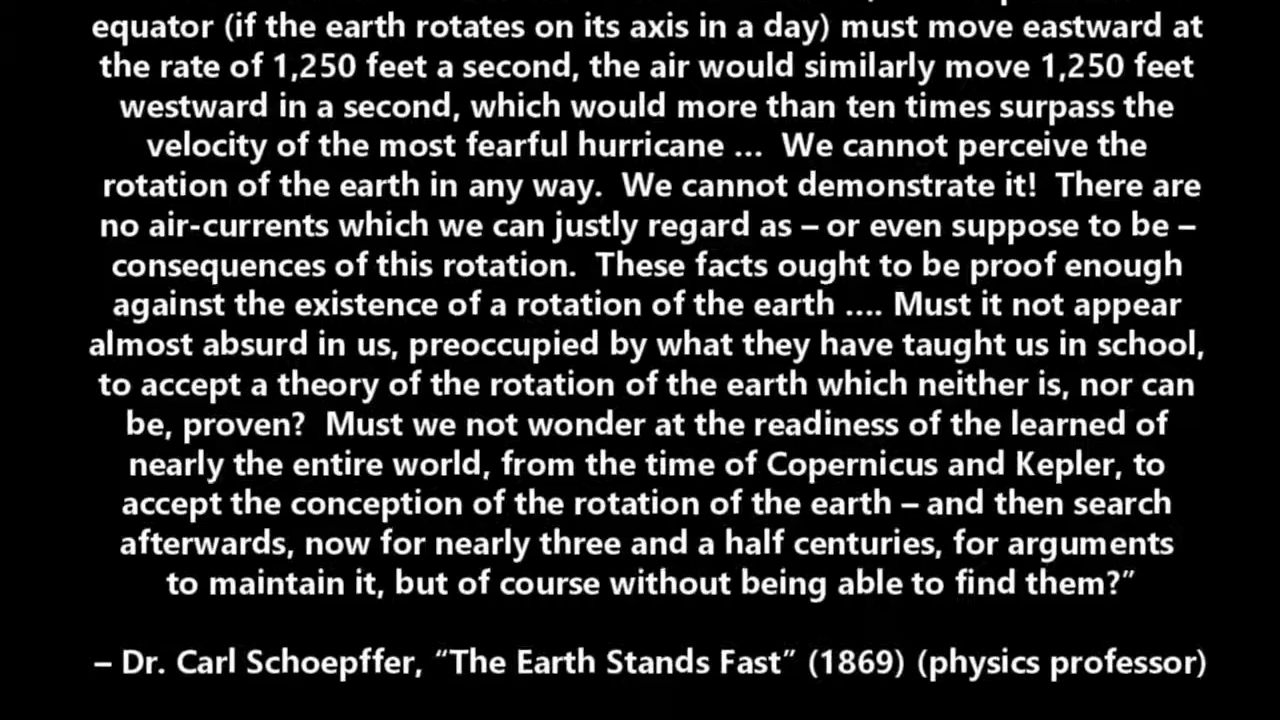 equator (if the earth rotates on its axis in a day) must move eastward at
the rate of 1,250 feet a second, the air would similarly move 1,250 feet
westward in a second, which would more than ten times surpass the
velocity of the most fearful hurricane ...  We cannot perceive the
rotation of the earth in any way.  We cannot demonstrate it!  There are
no air-currents which we can justly regard as – or even suppose to be –
consequences of this rotation.  These facts ought to be proof enough
against the existence of a rotation of the earth .... Must it not appear
almost absurd in us, preoccupied by what they have taught us in school,
to accept a theory of the rotation of the earth which neither is, nor can
be, proven?  Must we not wonder at the readiness of the learned of
nearly the entire world, from the time of Copernicus and Kepler, to
accept the conception of the rotation of the earth – and then search
afterwards, now for nearly three and a half centuries, for arguments
to maintain it, but of course without being able to find them?”
– Dr. Carl Schoepffer, “The Earth Stands Fast” (1869) (physics professor)